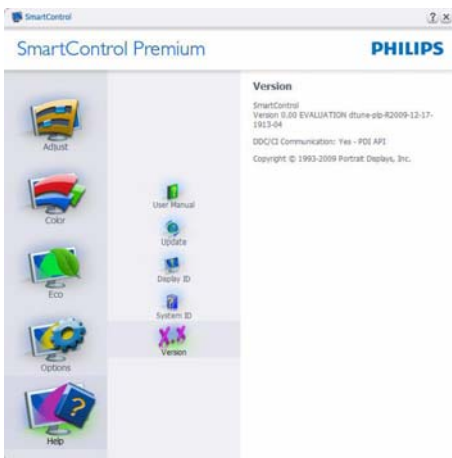 SmartControl
SmartControl Premium
PHILIPS
Adjust
Color
Eco
Options
Help
User Manual
Update
Display ID
System ID
X.X
Version
Version
SmartControl
Version 0.00 EVALUATION dtune-plp-R2009-12-17-
1913-04
DDC/CI Communication: Yes - PDI API
Copyright © 1993-2009 Portrait Displays, Inc.